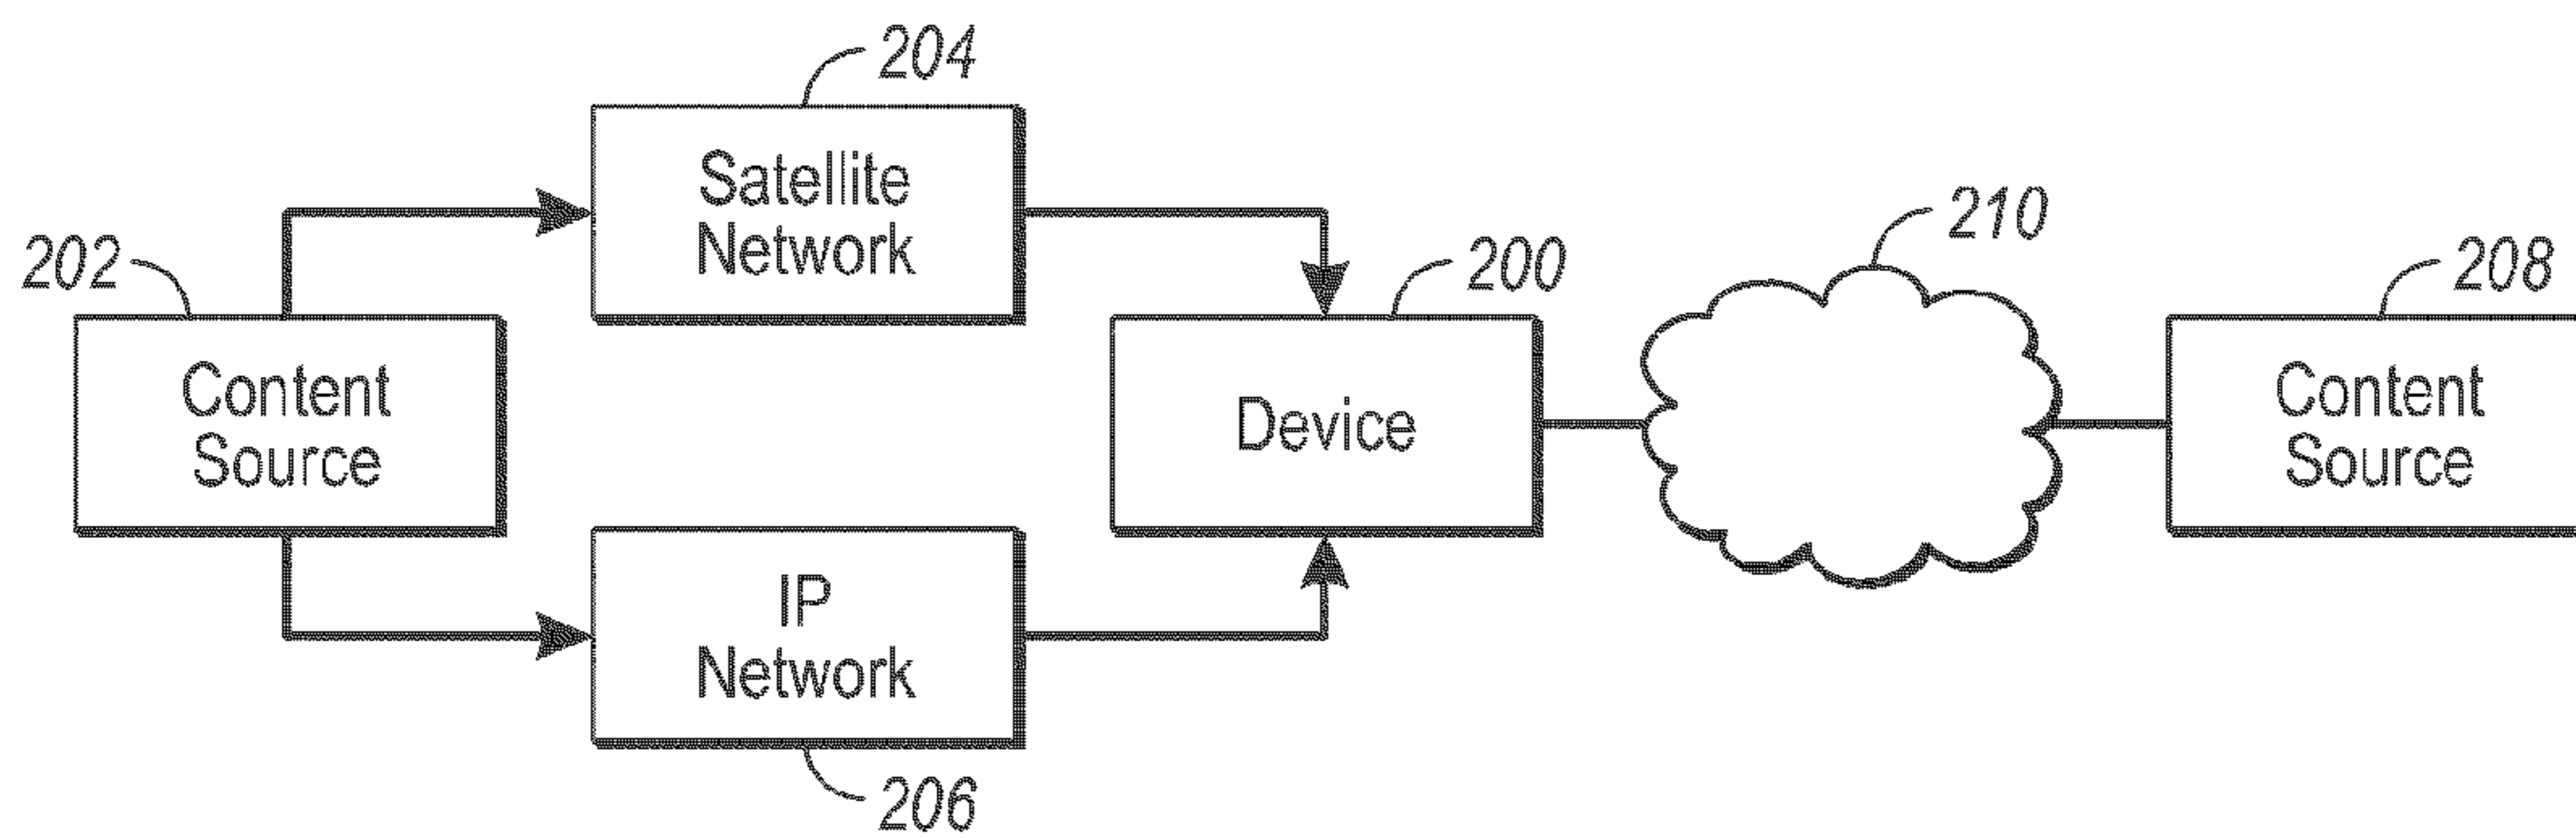 204
Satellite
Network
210
202
200
208
Content
Source
Device
Content
Source
IP
Network
206